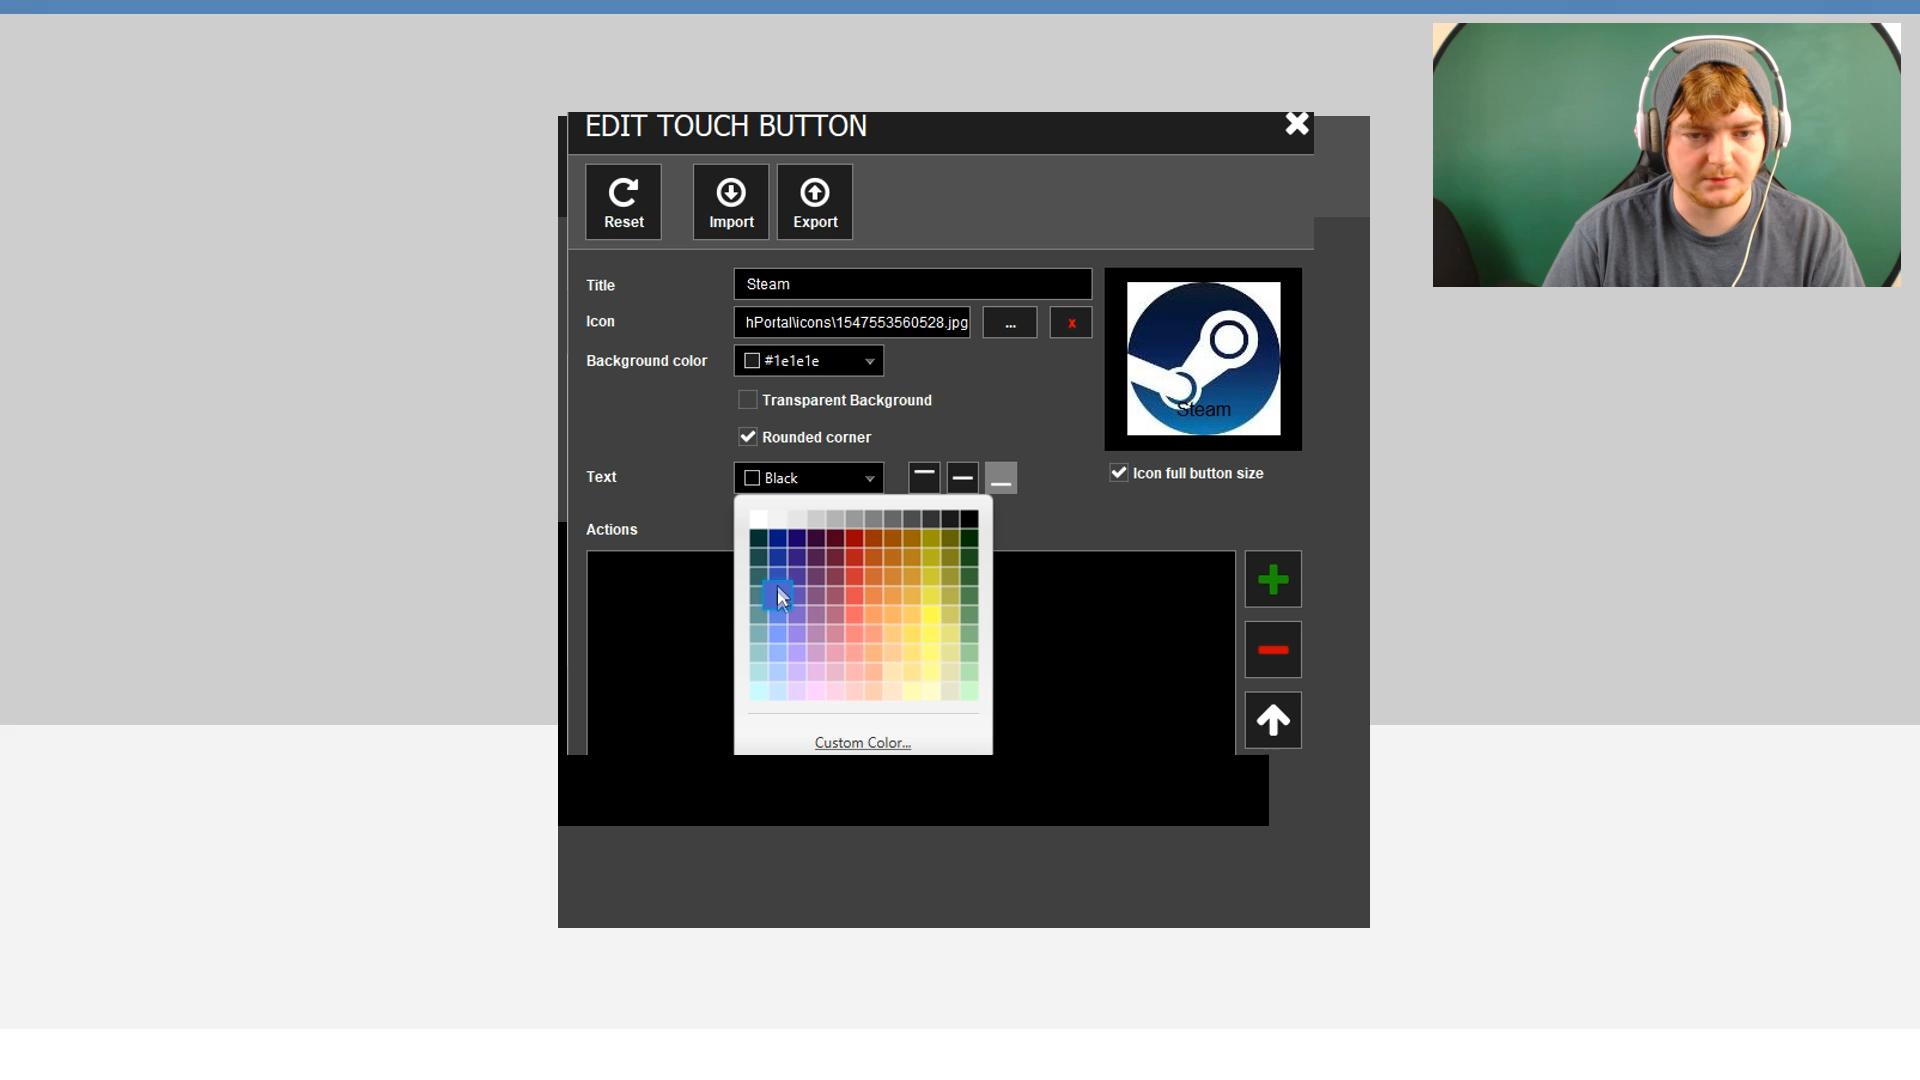 EDIT TOUCH BUTTON
Reset
Import
Export
Title
Steam
Icon
hPortal\icons\1547553560528.jpg
...
x
Background color
#1e1e1e
Transparent Background
Steam
Rounded corner
Text
Black
Icon full button size
Actions
Custom Color...